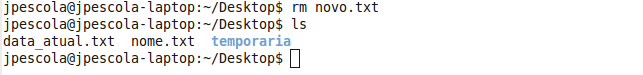 jpescola@jpescola-laptop:~/Desktop$ rm novo.txt
jpescola@jpescola-laptop:~/Desktop$ ls
data_atual.txt  nome.txt  temporaria
jpescola@jpescola-laptop:~/Desktop$